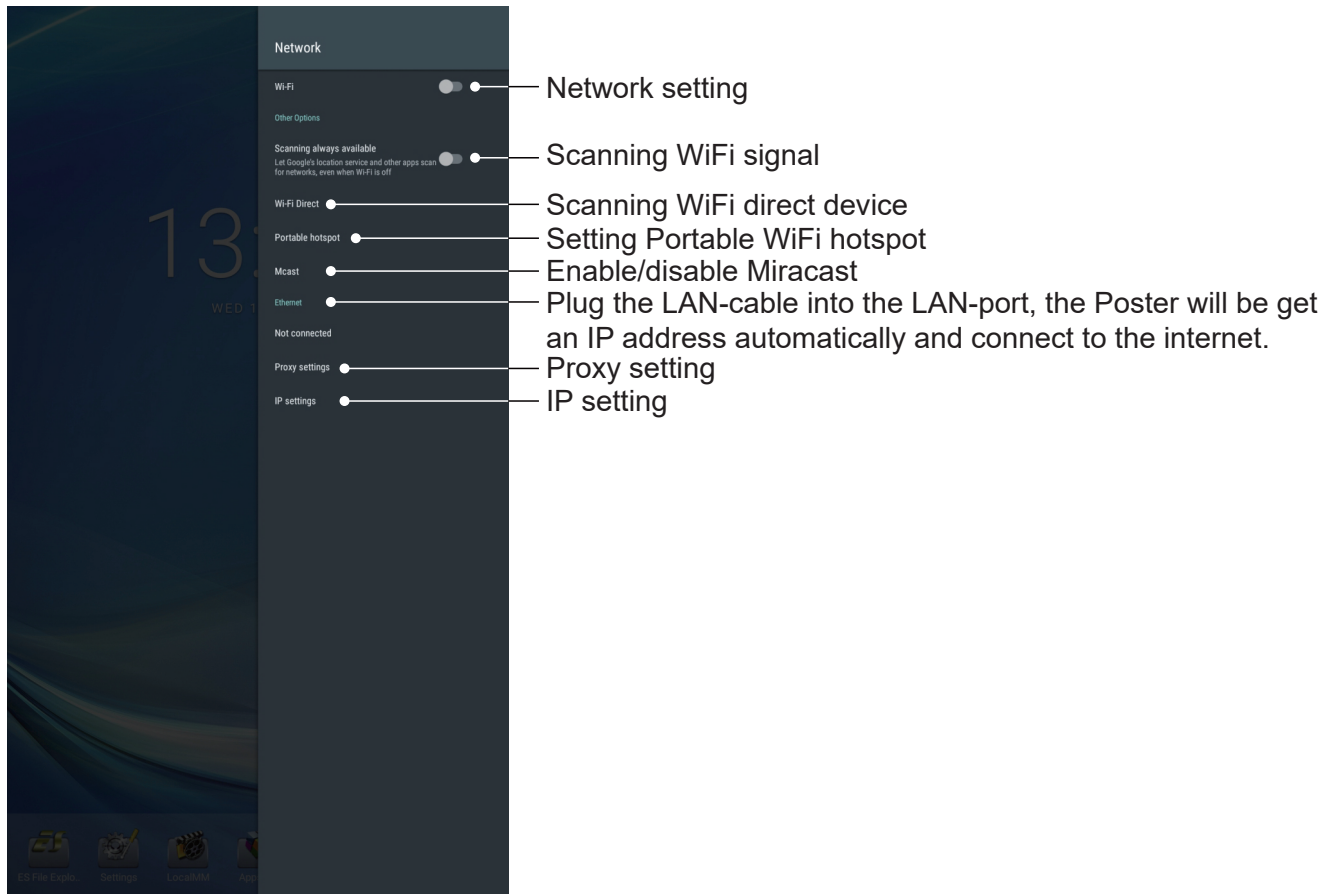 Network
Wi-Fi
Network setting
Other Options
Scanning always available
Let Google's location service and other apps scan
for networks, even when Wi-Fi is off
Scanning WiFi signal
Wi-Fi Direct
Scanning WiFi direct device
Portable hotspot
Setting Portable WiFi hotspot
Mcast
Enable/disable Miracast
Ethernet
Plug the LAN-cable into the LAN-port, the Poster will be get
an IP address automatically and connect to the internet.
Not connected
Proxy settings
Proxy setting
IP settings
IP setting
13:
WED 1
ES File Explo..
Settings
LocalMM
App